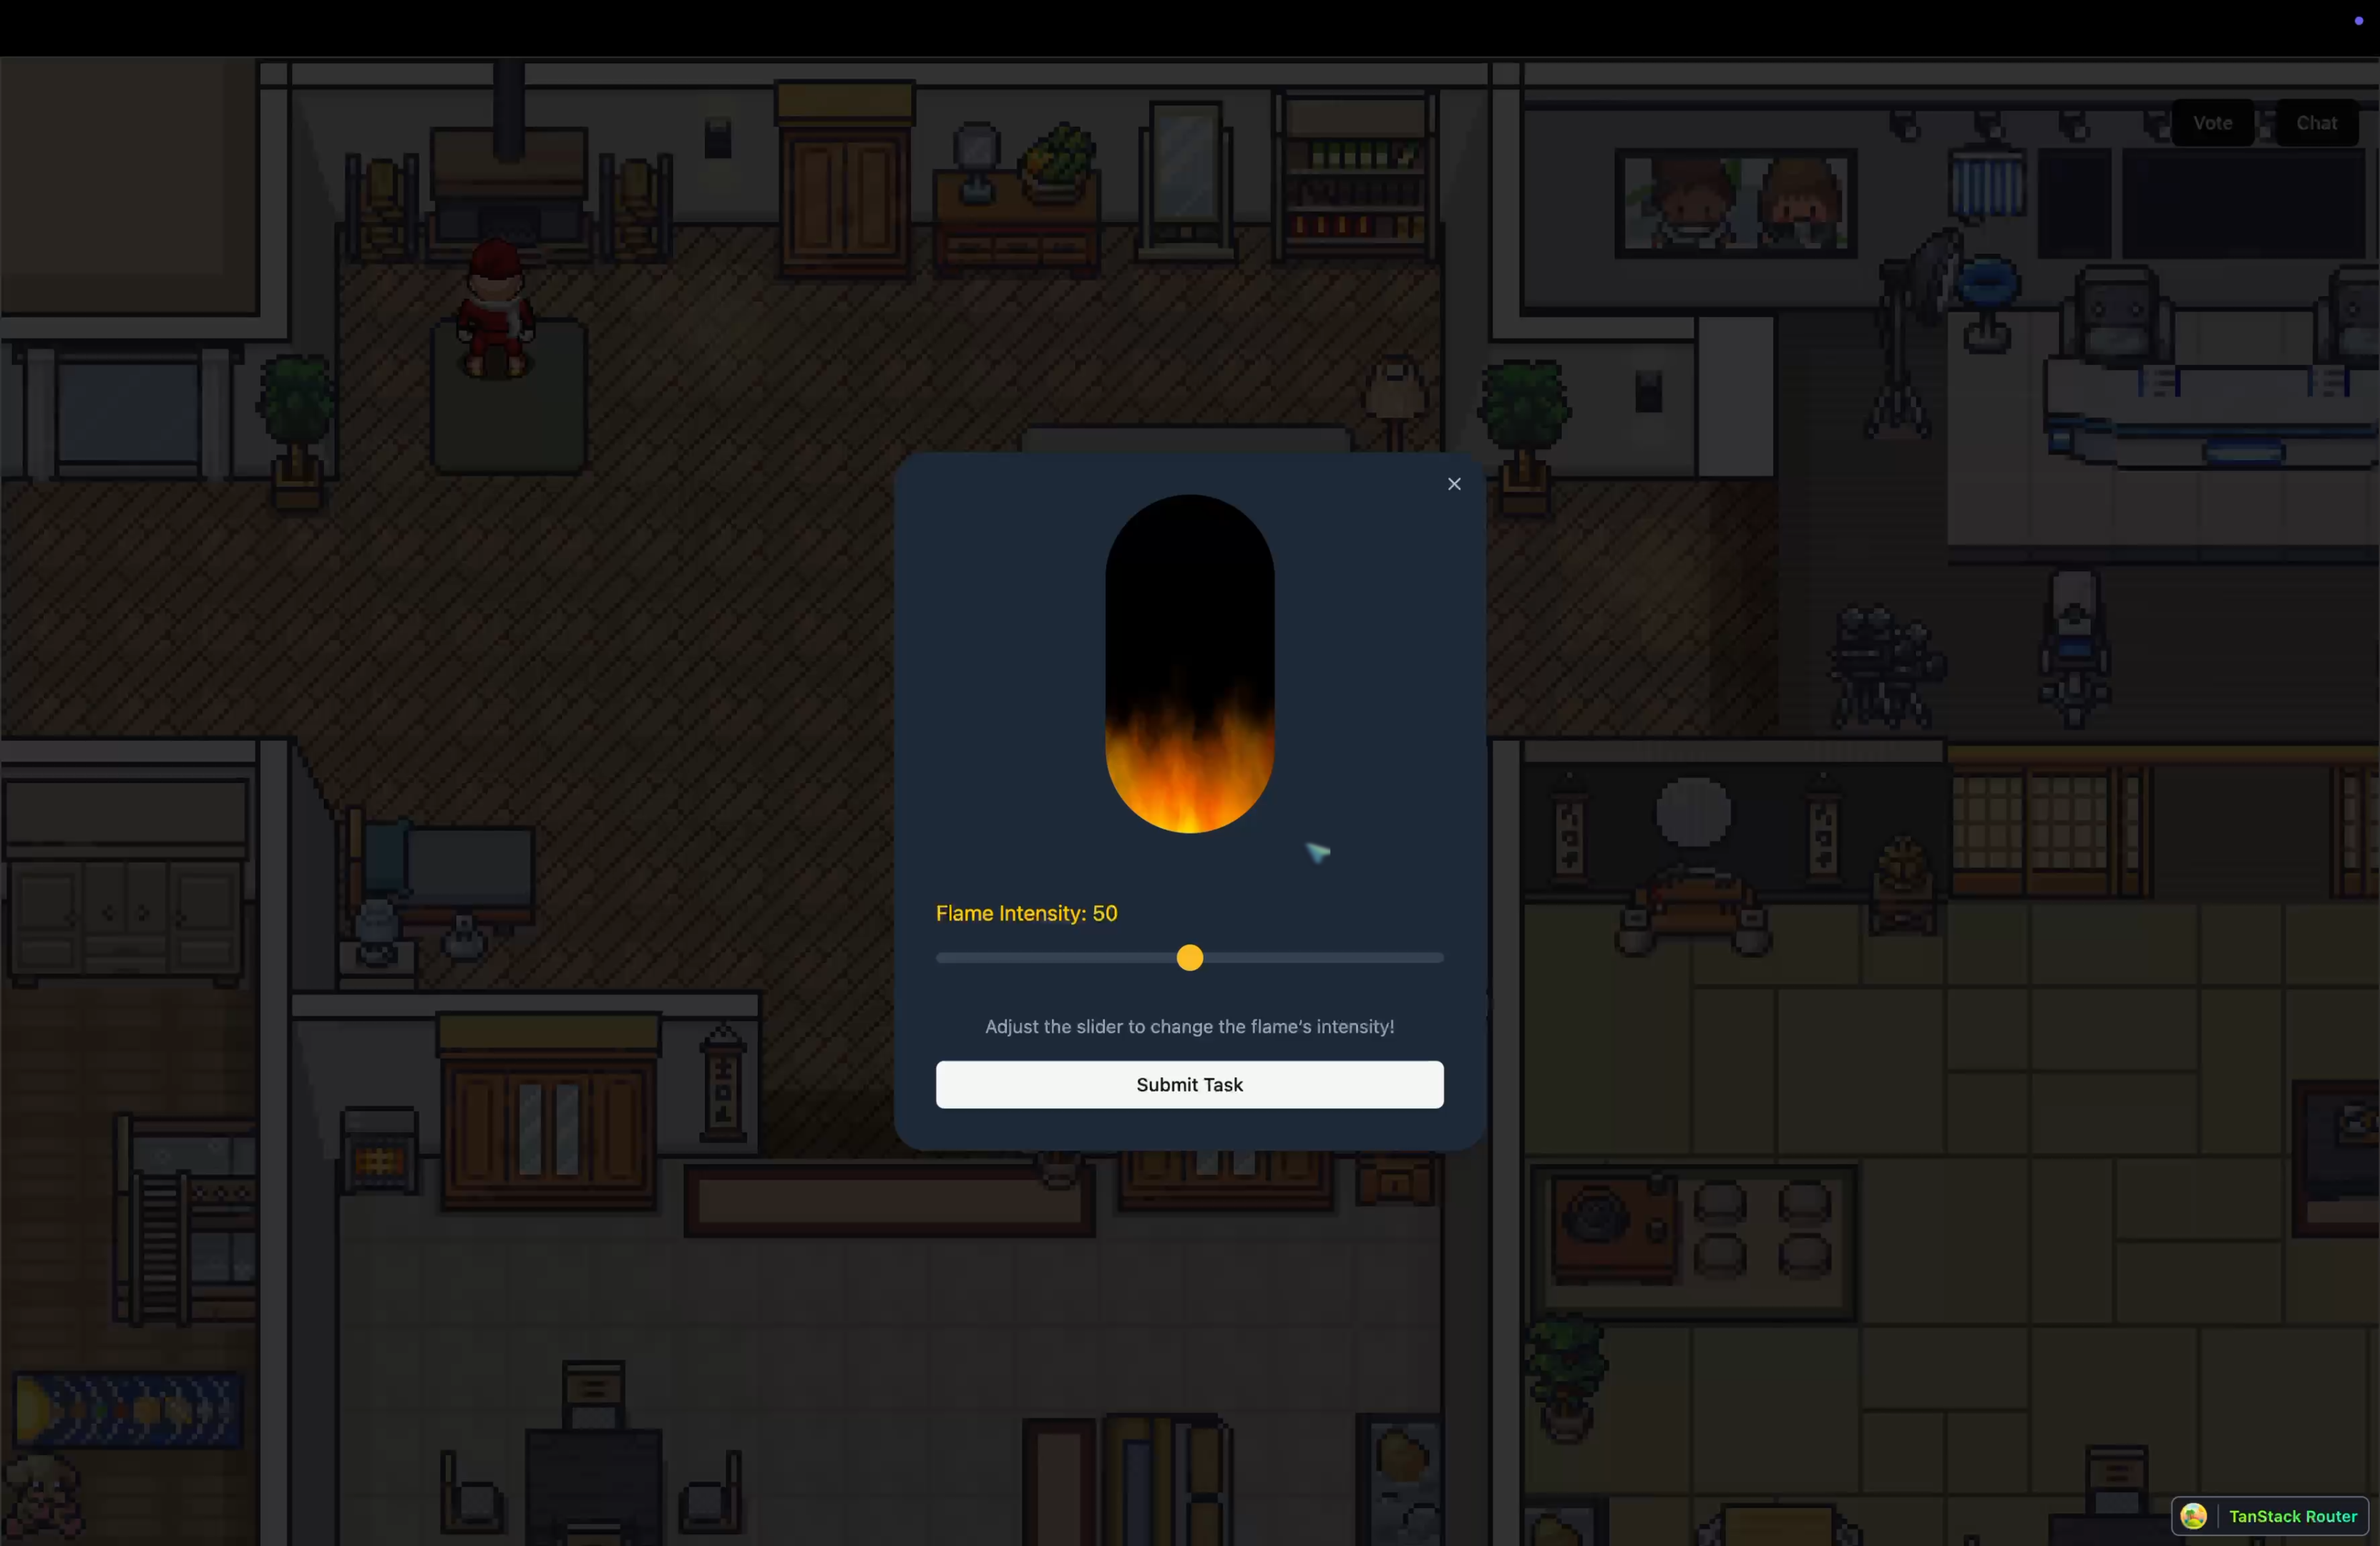 Vote
Chat
Flame Intensity: 50
Adjust the slider to change the flame's intensity!
Submit Task
TanStack Router